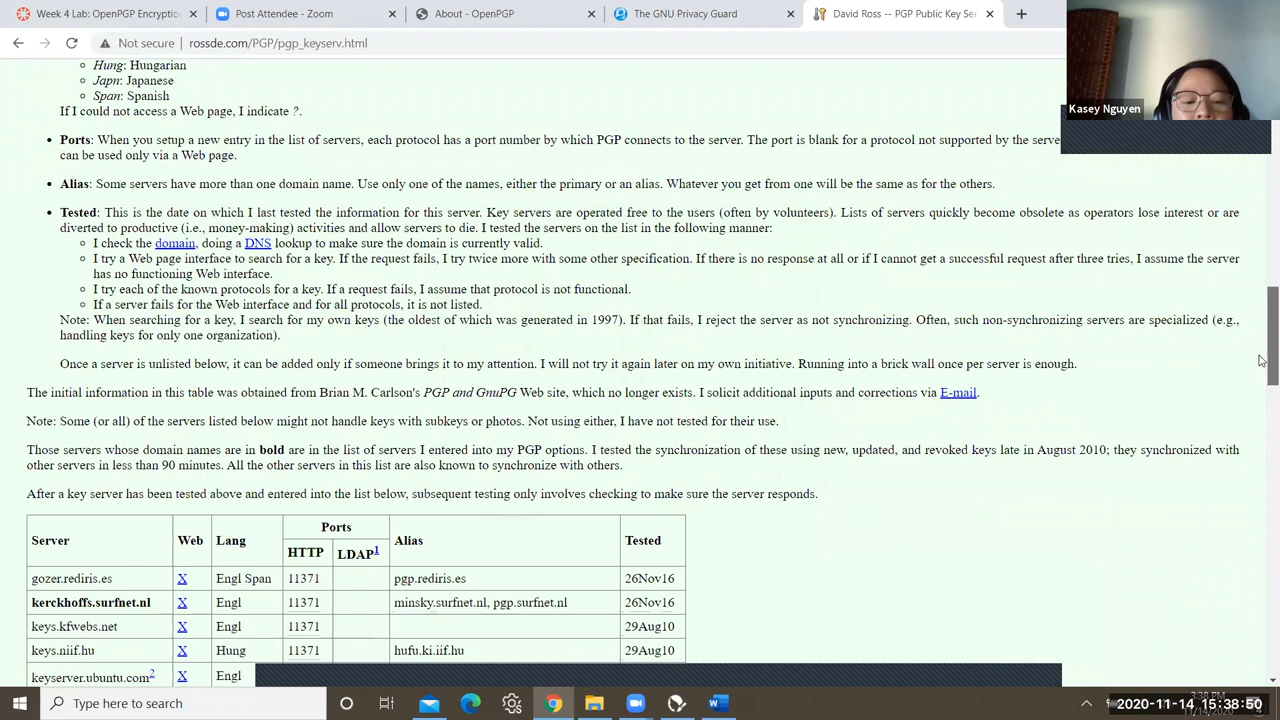 Week 4 Lab: OpenPGP Encryptio
Post Attendee - Zoom
About - OpenPGP
The GNU Privacy Guard
David Ross -- PGP Public Key Ser
Not secure
rossde.com/PGP/pgp_keyserv.html
Kasey Nguyen
Hung: Hungarian
Japn: Japanese
Span: Spanish
If I could not access a Web page, I indicate ?.
Ports: When you setup a new entry in the list of servers, each protocol has a port number by which PGP connects to the server. The port is blank for a protocol not supported by the serve
can be used only via a Web page.
Alias: Some servers have more than one domain name. Use only one of the names, either the primary or an alias. Whatever you get from one will be the same as for the others.
Tested: This is the date on which I last tested the information for this server. Key servers are operated free to the users (often by volunteers). Lists of servers quickly become obsolete as operators lose interest or are
diverted to productive (i.e., money-making) activities and allow servers to die. I tested the servers on the list in the following manner:
I check the domain, doing a DNS lookup to make sure the domain is currently valid.
I try a Web page interface to search for a key. If the request fails, I try twice more with some other specification. If there is no response at all or if I cannot get a successful request after three tries, I assume the server
has no functioning Web interface.
I try each of the known protocols for a key. If a request fails, I assume that protocol is not functional.
If a server fails for the Web interface and for all protocols, it is not listed.
Note: When searching for a key, I search for my own keys (the oldest of which was generated in 1997). If that fails, I reject the server as not synchronizing. Often, such non-synchronizing servers are specialized (e.g.,
handling keys for only one organization).
Once a server is unlisted below, it can be added only if someone brings it to my attention. I will not try it again later on my own initiative. Running into a brick wall once per server is enough.
The initial information in this table was obtained from Brian M. Carlson's PGP and GnuPG Web site, which no longer exists. I solicit additional inputs and corrections via E-mail.
Note: Some (or all) of the servers listed below might not handle keys with subkeys or photos. Not using either, I have not tested for their use.
Those servers whose domain names are in bold are in the list of servers I entered into my PGP options. I tested the synchronization of these using new, updated, and revoked keys late in August 2010; they synchronized with
other servers in less than 90 minutes. All the other servers in this list are also known to synchronize with others.
After a key server has been tested above and entered into the list below, subsequent testing only involves checking to make sure the server responds.
Server Web Lang Ports Alias Tested
HTTP LDAP1
gozer.rediris.es X Engl Span 11371 pgp.rediris.es 26Nov16
kerckhoffs.surfnet.nl X Engl 11371 minsky.surfnet.nl, pgp.surfnet.nl 26Nov16
keys.kfwebs.net X Engl 11371 29Aug10
keys.niif.hu X Hung 11371 hufu.ki.iif.hu 29Aug10
keyserver.ubuntu.com2 X Engl
Type here to search
3:38 PM
2020-11-14 15:38:50